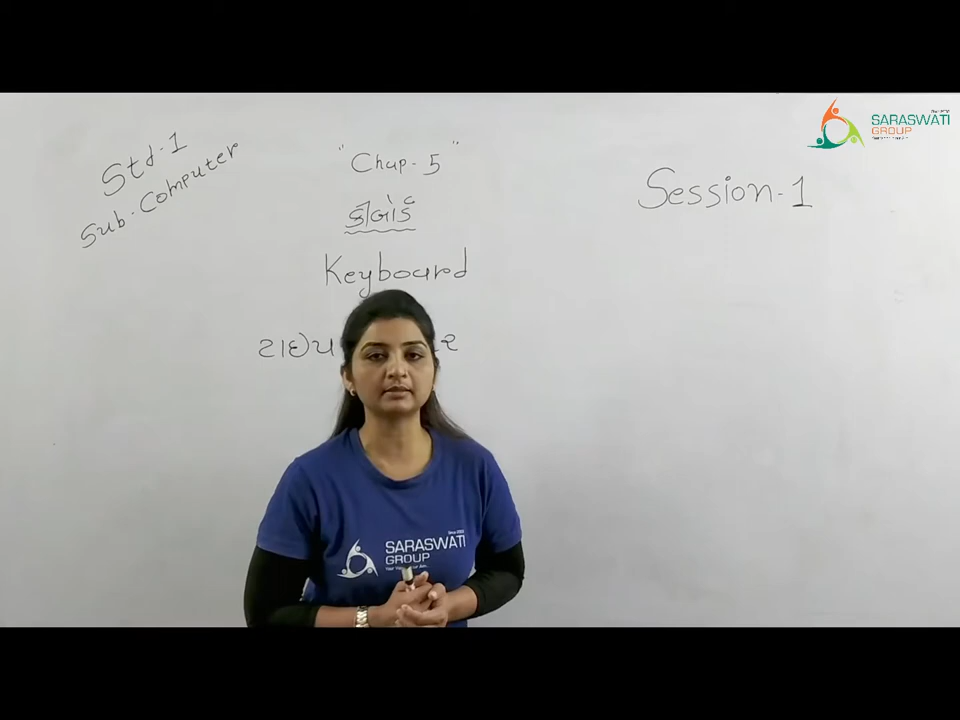 Std-1
Sub-Computer
"Chap-5"
કીબોર્ડ
Keyboard
Session-1
SARASWATI
GROUP
SARASWATI
GROUP